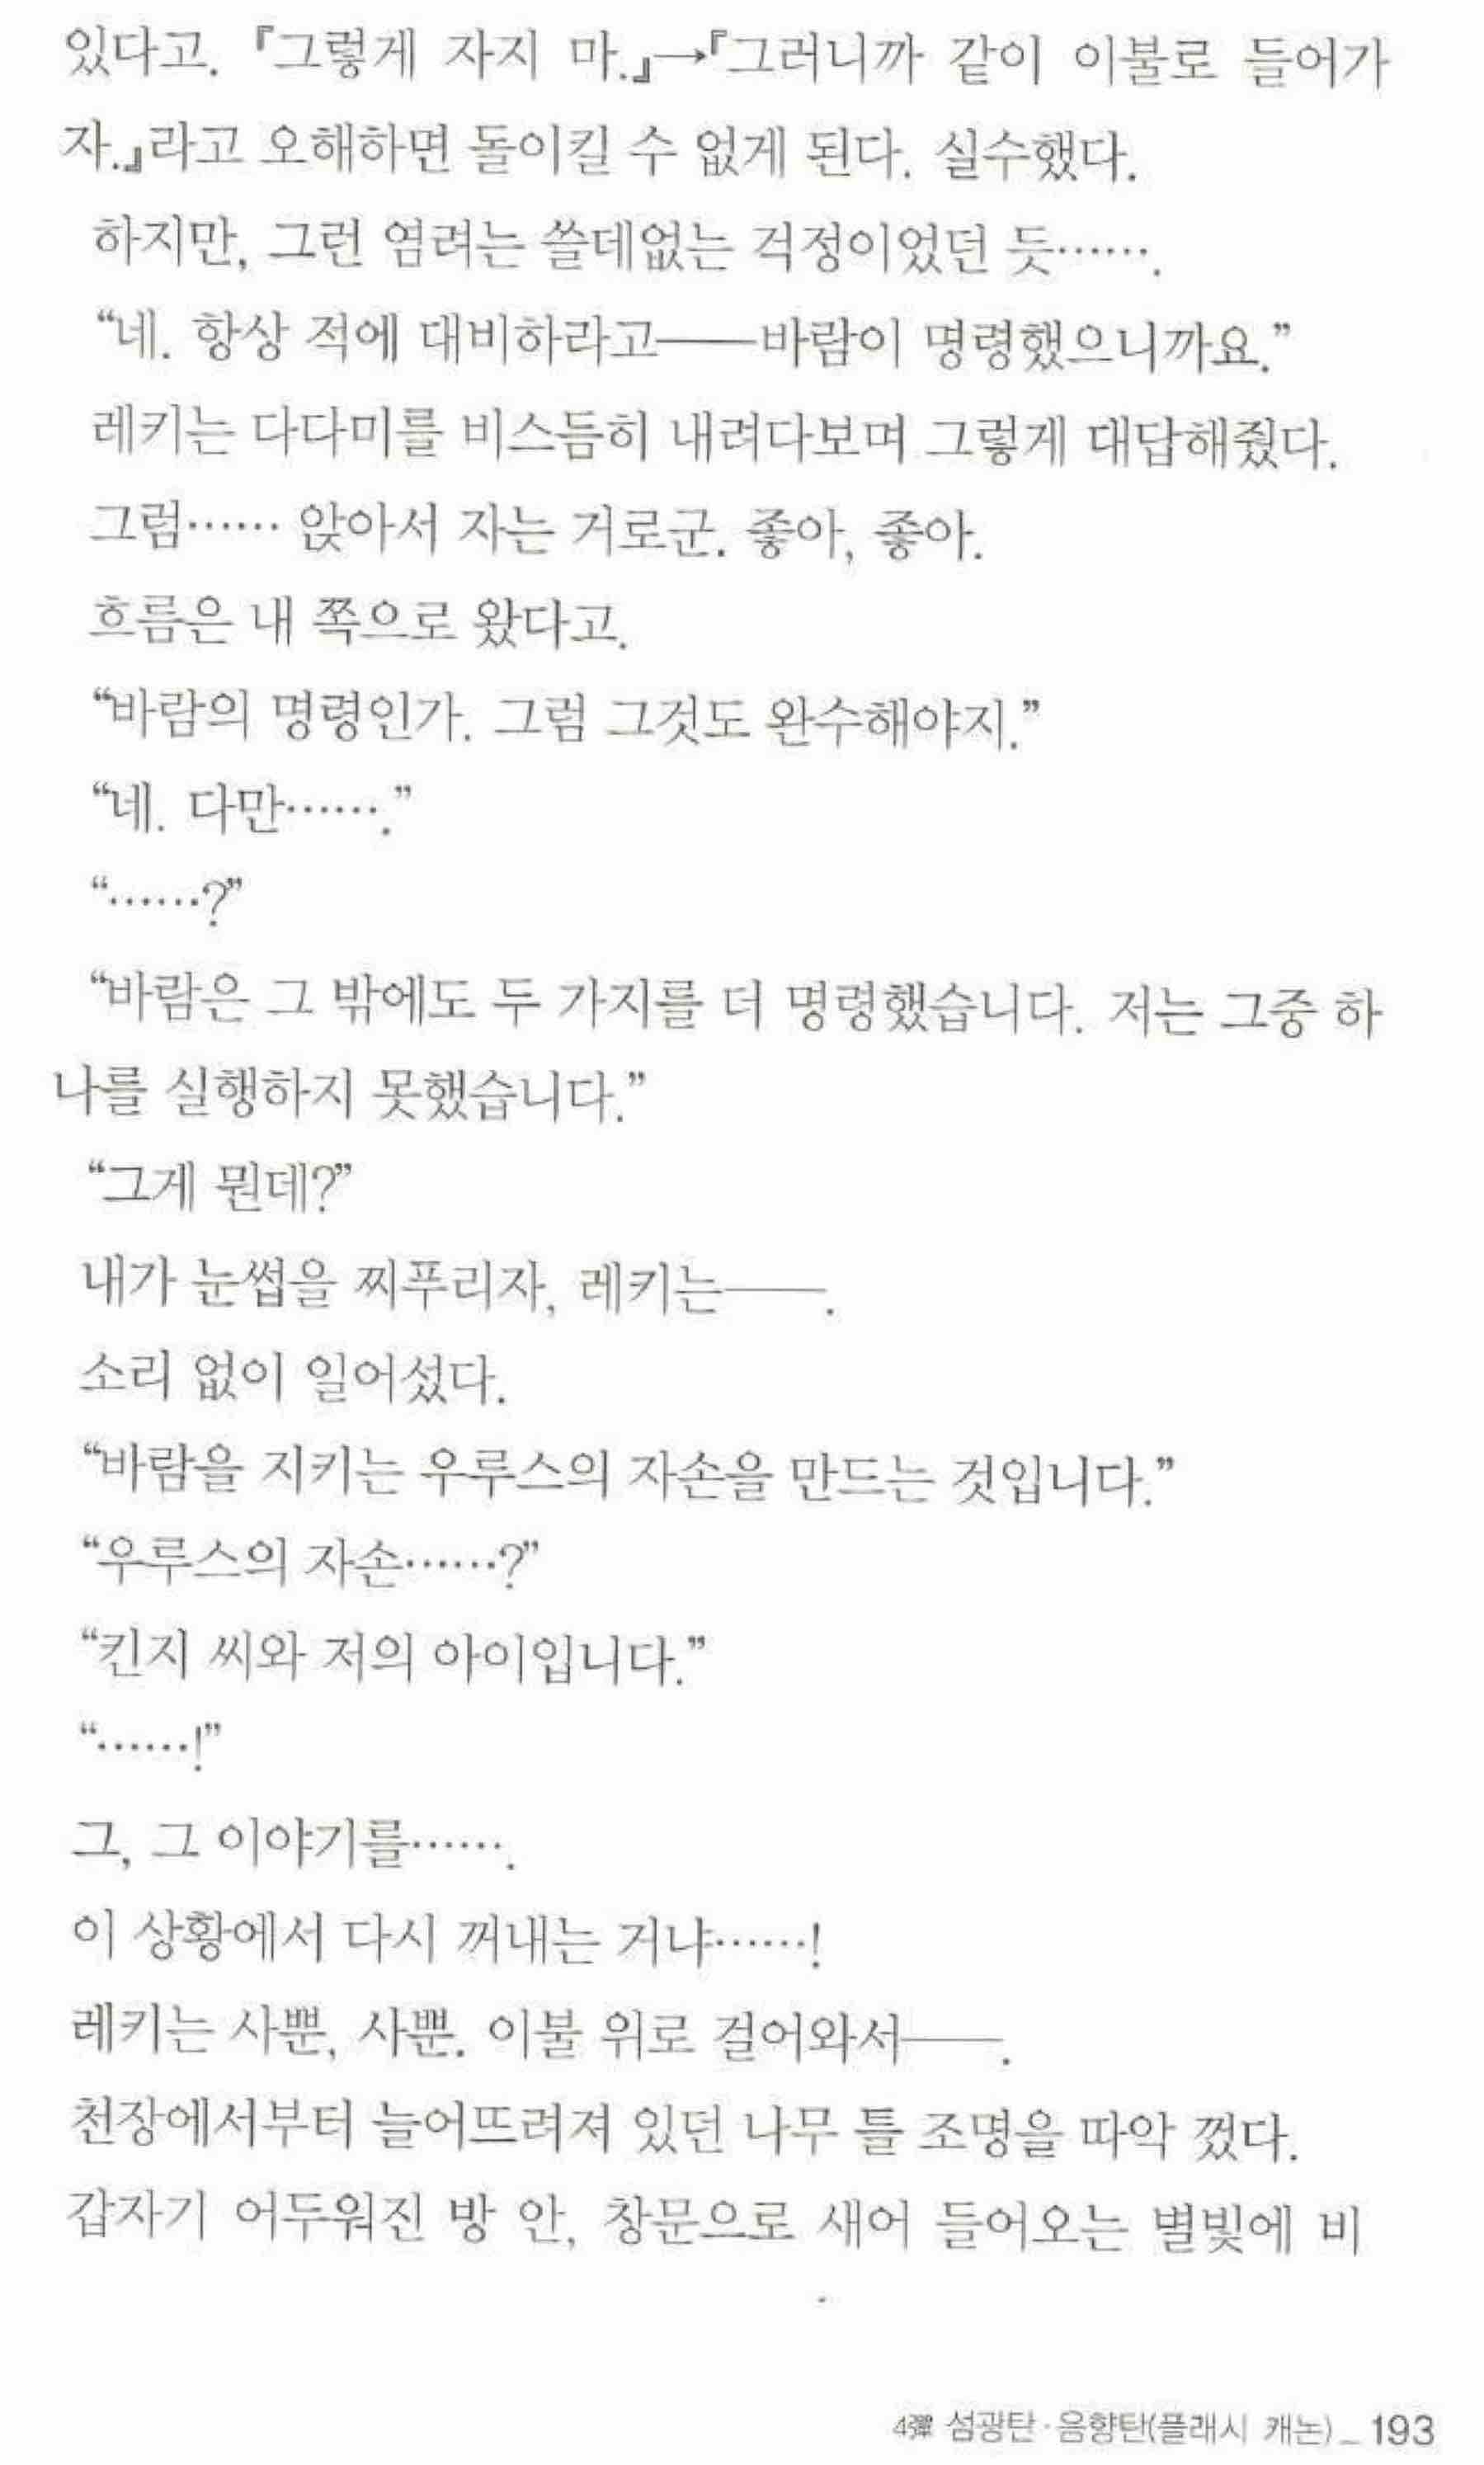 있다고. 『그렇게 자지 마.』→『그러니까 같이 이불로 들어가
자.』라고 오해하면 돌이킬 수 없게 된다. 실수했다.
하지만, 그런 염려는 쓸데없는 걱정이었던 듯…….
“네. 항상 적에 대비하라고――바람이 명령했으니까요.”
레키는 다다미를 비스듬히 내려다보며 그렇게 대답해줬다.
그럼…… 앉아서 자는 거로군. 좋아, 좋아.
흐름은 내 쪽으로 왔다고.
“바람의 명령인가. 그럼 그것도 완수해야지.”
“네. 다만…….”
“……?”
“바람은 그 밖에도 두 가지를 더 명령했습니다. 저는 그중 하
나를 실행하지 못했습니다.”
“그게 뭔데?”
내가 눈썹을 찌푸리자, 레키는――.
소리 없이 일어섰다.
“바람을 지키는 우루스의 자손을 만드는 것입니다.”
“우루스의 자손……?”
“킨지 씨와 저의 아이입니다.”
“……!”
그, 그 이야기를…….
이 상황에서 다시 꺼내는 거냐……!
레키는 사뿐, 사뿐. 이불 위로 걸어와서――.
천장에서부터 늘어뜨려져 있던 나무 틀 조명을 따악 껐다.
갑자기 어두워진 방 안, 창문으로 새어 들어오는 별빛에 비
4彈 섬광탄·음향탄(플래시 캐논)_193